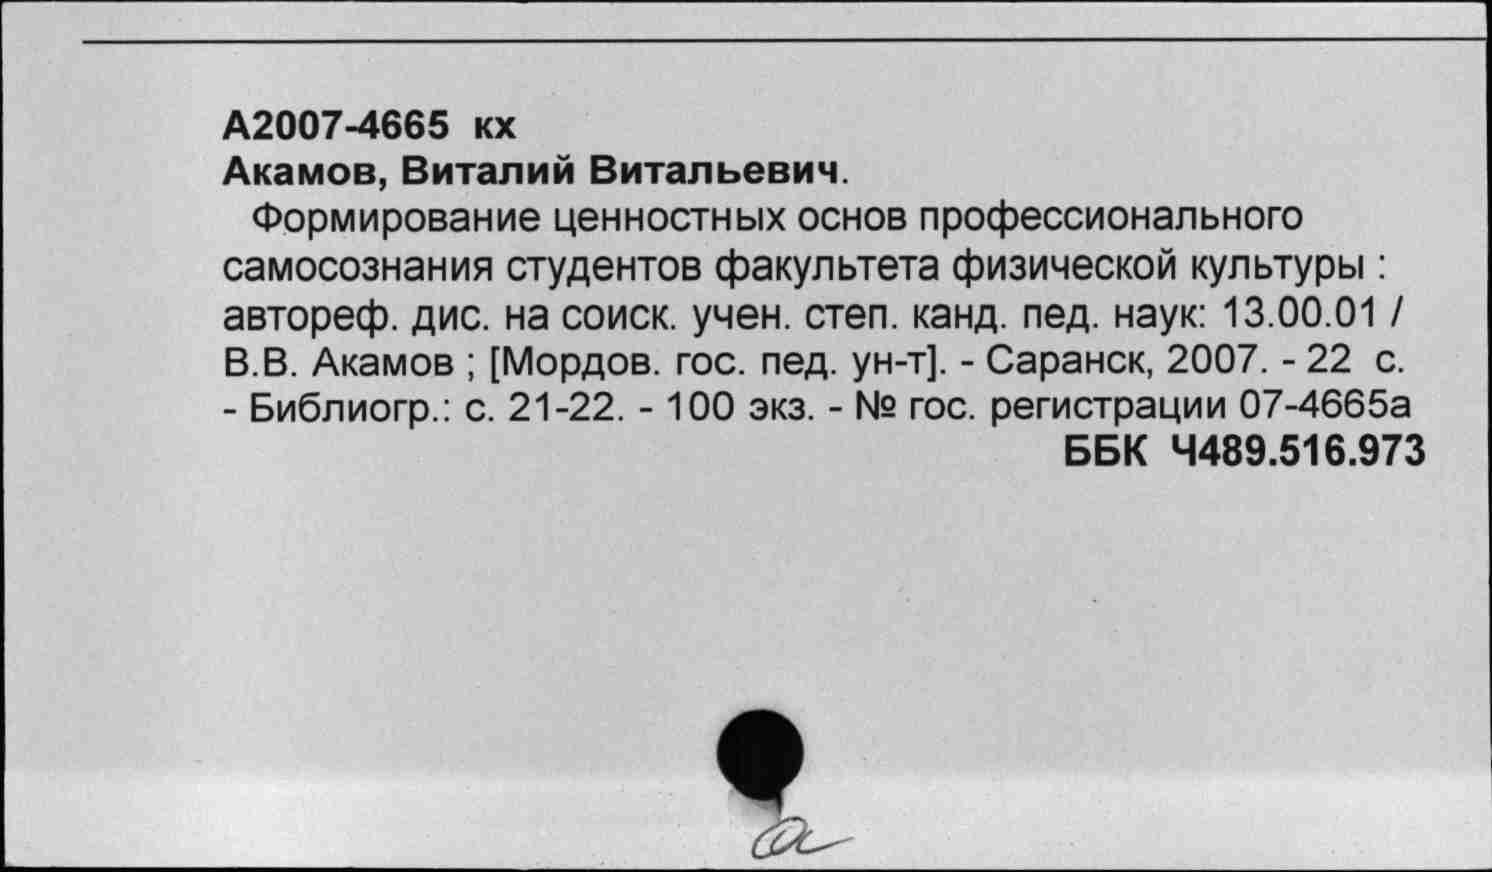 А2007-4665 кх
Акамов, Виталий Витальевич.
Формирование ценностных основ профессионального
самосознания студентов факультета физической культуры :
автореф. дис. на соиск. учен. степ. канд. пед. наук: 13.00.01 /
В.В. Акамов ; [Мордов. гос. пед. ун-т]. - Саранск, 2007. - 22 с.
- Библиогр.: с. 21-22. - 100 экз. - № гос. регистрации 07-4665а
ББК Ч489.516.973
а